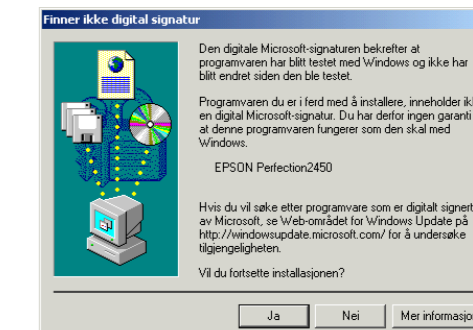 Finner ikke digital signatur
Den digitale Microsoft-signaturen bekrefter at
programvaren har blitt testet med Windows og ikke har
blitt endret siden den ble testet.
Programvaren du er i ferd med å installere, inneholder
en digital Microsoft-signatur. Du har derfor ingen garanti
at denne programvaren fungerer som den skal med
Windows.
EPSON Perfection2450
Hvis du vil søke etter programvare som er digitalt signert
av Microsoft, se Web-området for Windows Update på
http://windowsupdate.microsoft.com/ for å undersøke
tilgjengeligheten.
Vil du fortsette installasjonen?
Ja
Nei
Mer